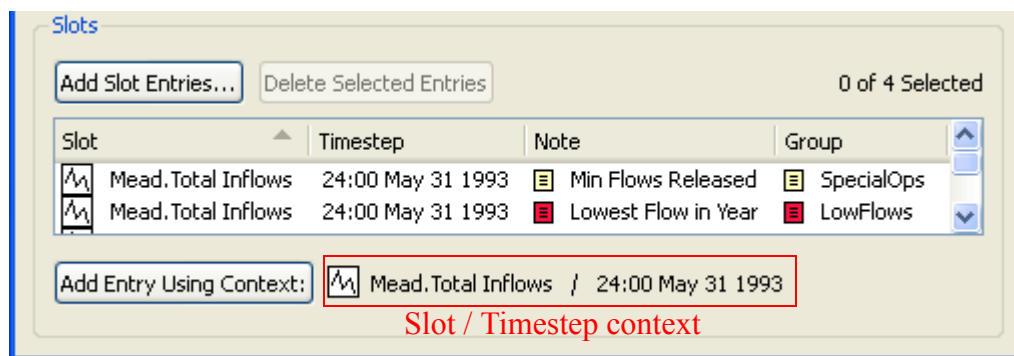 Slots
Add Slot Entries... Delete Selected Entries 0 of 4 Selected
Slot Timestep Note Group
Mead.Total Inflows 24:00 May 31 1993 Min Flows Released SpecialOps
Mead.Total Inflows 24:00 May 31 1993 Lowest Flow in Year LowFlows
Add Entry Using Context: Mead.Total Inflows / 24:00 May 31 1993
Slot / Timestep context